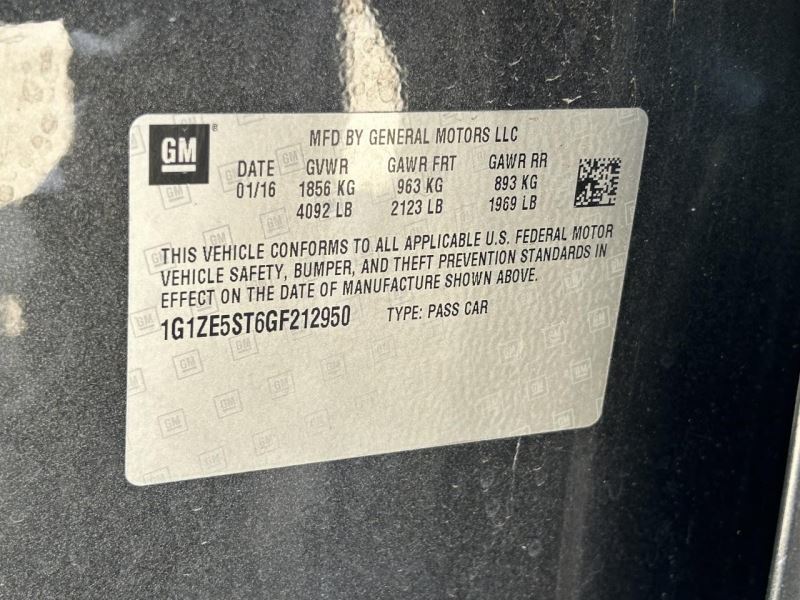 GM ®
MFD BY GENERAL MOTORS LLC
DATE GVWR GAWR FRT GAWR RR
01/16 1856 KG 963 KG 893 KG
4092 LB 2123 LB 1969 LB
THIS VEHICLE CONFORMS TO ALL APPLICABLE U.S. FEDERAL MOTOR
VEHICLE SAFETY, BUMPER, AND THEFT PREVENTION STANDARDS IN
EFFECT ON THE DATE OF MANUFACTURE SHOWN ABOVE.
1G1ZE5ST6GF212950 TYPE: PASS CAR